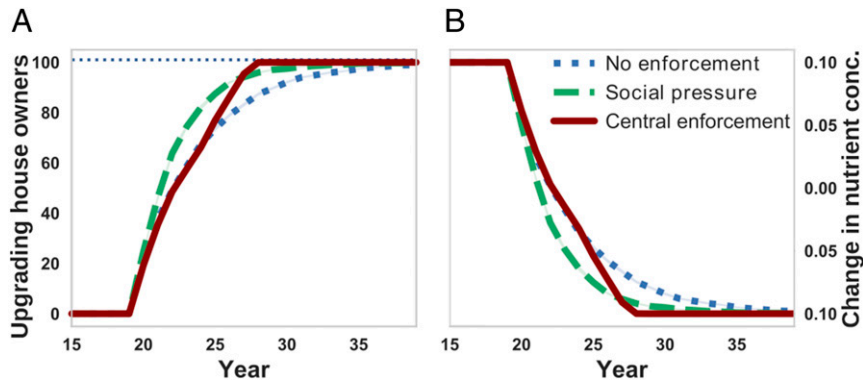 A
B
Upgrading house owners
100
80
60
40
20
0
15 20 25 30 35
Year
No enforcement
Social pressure
Central enforcement
15 20 25 30 35
Year
0.10
0.05
0.00
0.05
0.10
Change in nutrient conc.